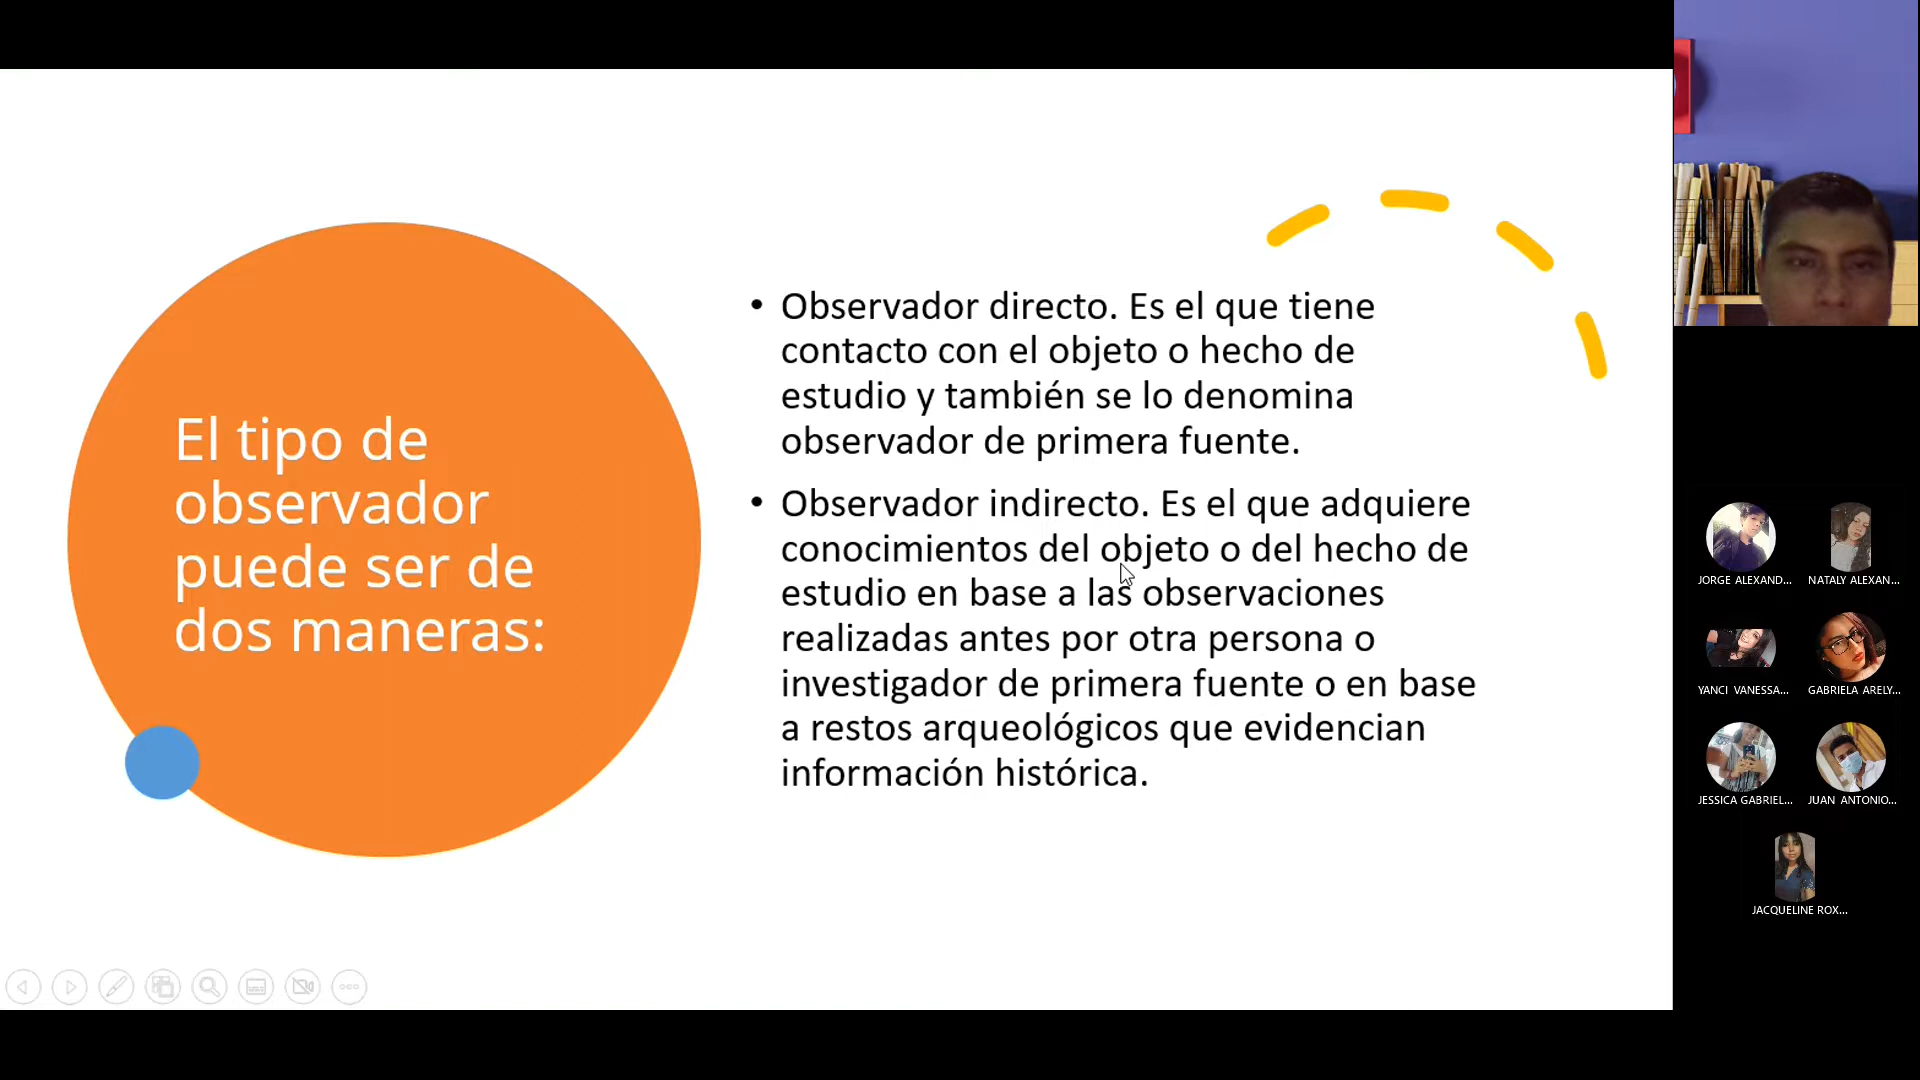 El tipo de
observador
puede ser de
dos maneras:
• Observador directo. Es el que tiene
contacto con el objeto o hecho de
estudio y también se lo denomina
observador de primera fuente.
• Observador indirecto. Es el que adquiere
conocimientos del objeto o del hecho de
estudio en base a las observaciones
realizadas antes por otra persona o
investigador de primera fuente o en base
a restos arqueológicos que evidencian
información histórica.
JORGE ALEXAND...
NATALY ALEXAN...
YANCI VANESSA...
GABRIELA ARELY...
JESSICA GABRIEL...
JUAN ANTONIO...
JACQUELINE ROX...